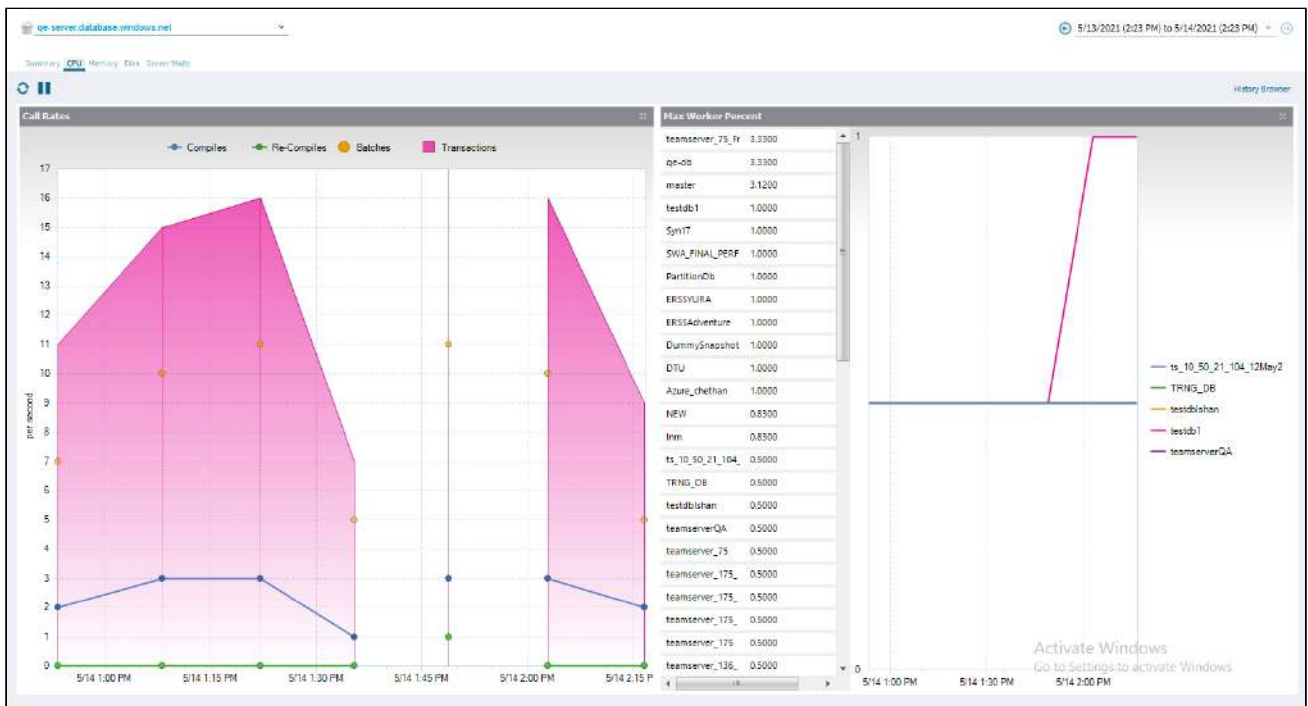 qe-server.database.windows.net
5/13/2021 (2:23 PM) to 5/14/2021 (2:23 PM)
Summary CPU Memory Disk Server Waits
History Browser
Call Rates
Compiles Re-Compiles Batches Transactions
17
16
15
14
13
12
11
10
9
8
7
6
5
4
3
2
1
0
per second
5/14 1:00 PM 5/14 1:15 PM 5/14 1:30 PM 5/14 1:45 PM 5/14 2:00 PM 5/14 2:15 P
Max Worker Percent
teamserver_75_Fr 3.3300
qe-db 3.3300
master 3.1200
testdb1 1.0000
Syn17 1.0000
SWA_FINAL_PERF 1.0000
PartitionDb 1.0000
ERSSYURA 1.0000
ERSSAdventure 1.0000
DummySnapshot 1.0000
DTU 1.0000
Azure_chethan 1.0000
NEW 0.8300
0.8300
ts_10_50_21_104_ 0.5000
TRNG_DB 0.5000
testdblshan 0.5000
teamserverQA 0.5000
teamserver_75 0.5000
teamserver_175_ 0.5000
teamserver_175_ 0.5000
teamserver_175_ 0.5000
teamserver_175 0.5000
teamserver_136_ 0.5000
1
0
5/14 1:00 PM 5/14 1:30 PM 5/14 2:00 PM
ts_10_50_21_104_12May2
TRNG_DB
testdblshan
testdb1
teamserverQA
Activate Windows
Go to Settings to activate Windows.